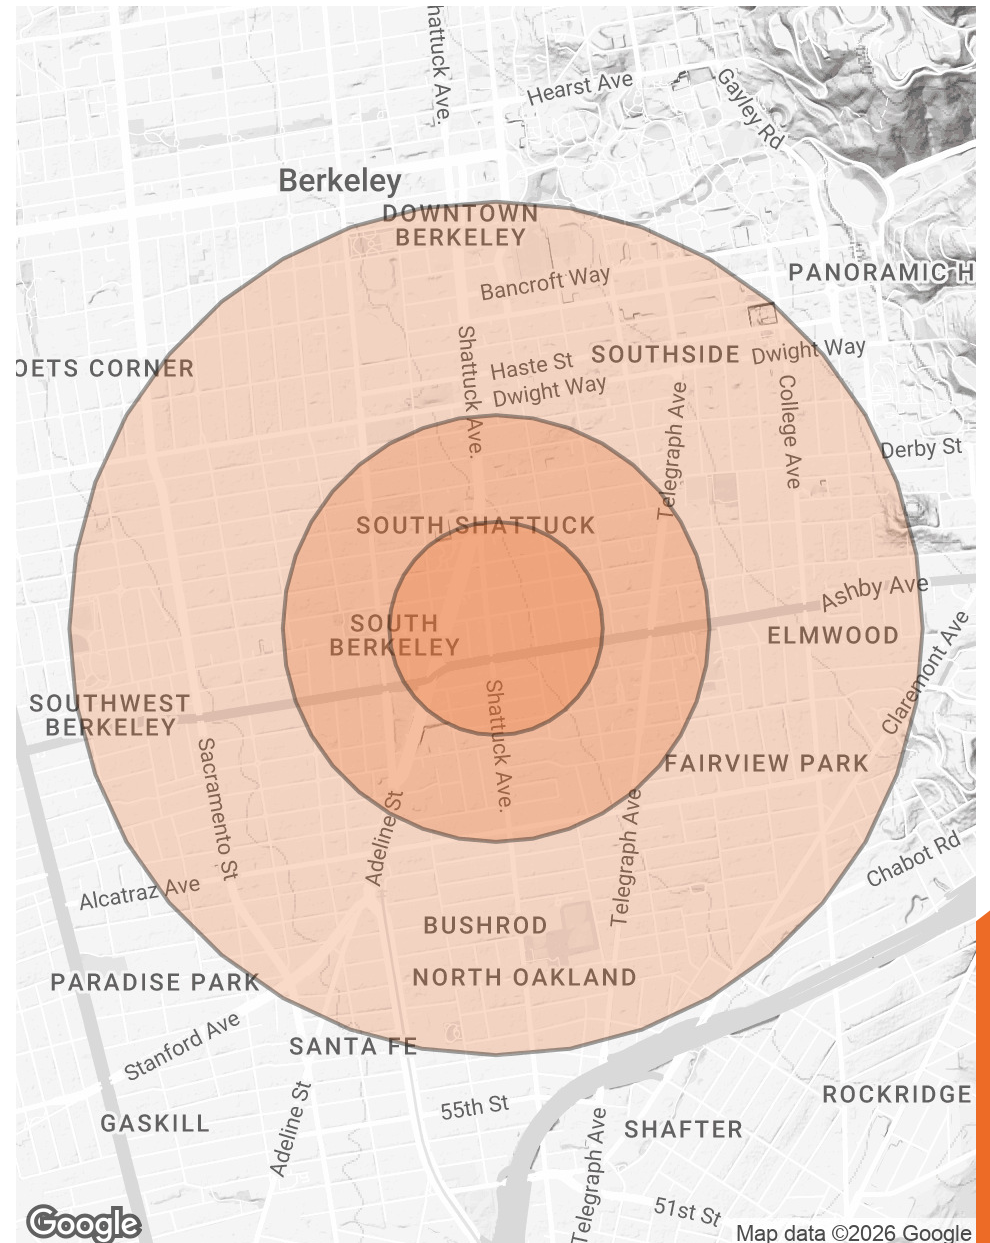 hattuck Ave.
Hearst Ave
Gayley Rd
Berkeley
DOWNTOWN
BERKELEY
PANORAMIC H
Bancroft Way
Shattuck Ave.
Haste St
SOUTHSIDE
Dwight Way
OETS CORNER
Dwight Way
Telegraph Ave
College Ave
Derby St
SOUTH SHATTUCK
Ashby Ave
SOUTH
BERKELEY
ELMWOOD
Claremont Ave
SOUTHWEST
BERKELEY
Shattuck Ave.
Sacramento St
FAIRVIEW PARK
Adeline St
Telegraph Ave
Chabot Rd
Alcatraz Ave
BUSHROD
NORTH OAKLAND
PARADISE PARK
Stanford Ave
SANTA FE
ROCKRIDGE
55th St
GASKILL
Adeline St
SHAFTER
Telegraph Ave
51st St
Google
Map data ©2026 Google